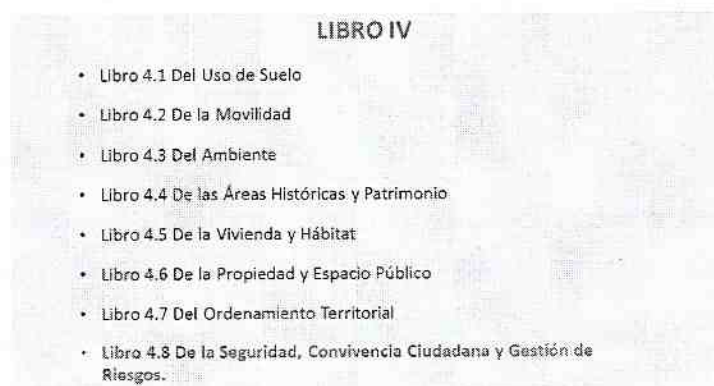 LIBRO IV
• Libro 4.1 Del Uso de Suelo
• Libro 4.2 De la Movilidad
• Libro 4.3 Del Ambiente
• Libro 4.4 De las Áreas Históricas y Patrimonio
• Libro 4.5 De la Vivienda y Hábitat
• Libro 4.6 De la Propiedad y Espacio Público
• Libro 4.7 Del Ordenamiento Territorial
• Libro 4.8 De la Seguridad, Convivencia Ciudadana y Gestión de
Riesgos.